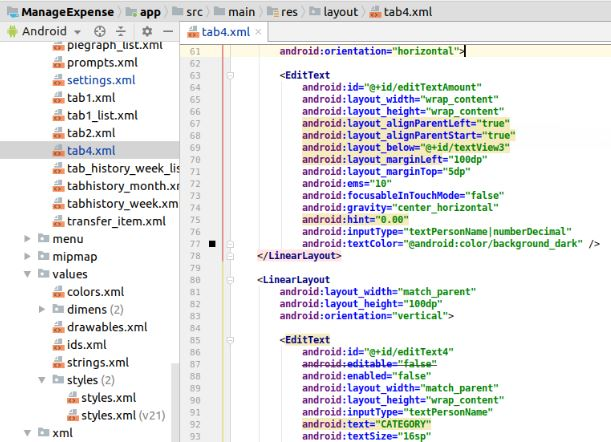 ManageExpense app src main res layout tab4.xml
Android
tab4.xml
piegraph_list.xml
prompts.xml
settings.xml
tab1.xml
tab1_list.xml
tab2.xml
tab4.xml
tab_history_week_lis
tabhistory_month.xm
tabhistory_week.xml
transfer_item.xml
menu
mipmap
values
colors.xml
dimens (2)
drawables.xml
ids.xml
strings.xml
styles (2)
styles.xml
styles.xml (v21)
xml
61 android:orientation="horizontal">
62
63 <EditText
64 android:id="@+id/editTextAmount"
65 android:layout_width="wrap_content"
66 android:layout_height="wrap_content"
67 android:layout_alignParentLeft="true"
68 android:layout_alignParentStart="true"
69 android:layout_below="@+id/textView3"
70 android:layout_marginLeft="100dp"
71 android:layout_marginTop="5dp"
72 android:ems="10"
73 android:focusableInTouchMode="false"
74 android:gravity="center_horizontal"
75 android:hint="0.00"
76 android:inputType="textPersonName|numberDecimal"
77 android:textColor="@android:color/background_dark" />
78 </LinearLayout>
79
80 <LinearLayout
81 android:layout_width="match_parent"
82 android:layout_height="100dp"
83 android:orientation="vertical">
84
85 <EditText
86 android:id="@+id/editText4"
87 android:editable="false"
88 android:enabled="false"
89 android:layout_width="match_parent"
90 android:layout_height="wrap_content"
91 android:inputType="textPersonName"
92 android:text="CATEGORY"
93 android:textSize="16sp"